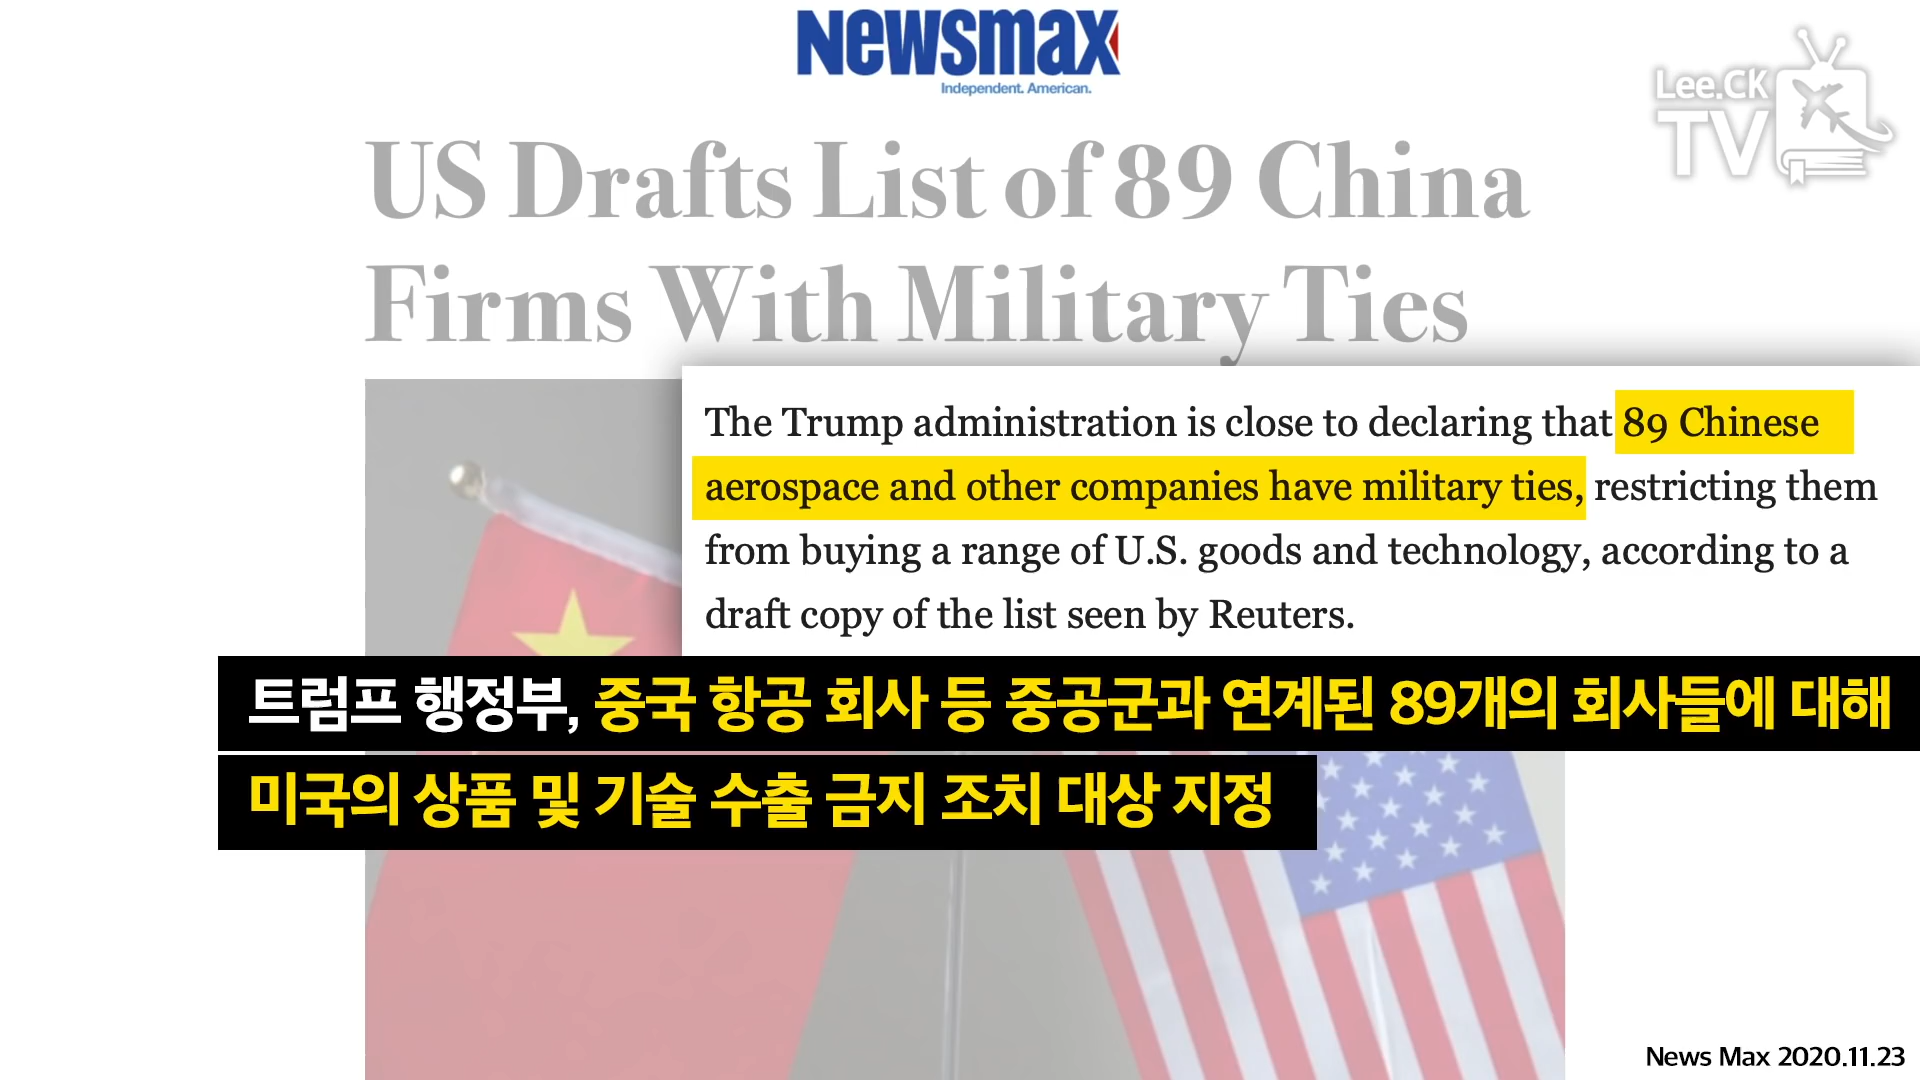 Newsmax
Independent. American.
Lee.CK
TV
US Drafts List of 89 China
Firms With Military Ties
The Trump administration is close to declaring that 89 Chinese
aerospace and other companies have military ties, restricting them
from buying a range of U.S. goods and technology, according to a
draft copy of the list seen by Reuters.
트럼프 행정부, 중국 항공 회사 등 중공군과 연계된 89개의 회사들에 대해
미국의 상품 및 기술 수출 금지 조치 대상 지정
News Max 2020.11.23